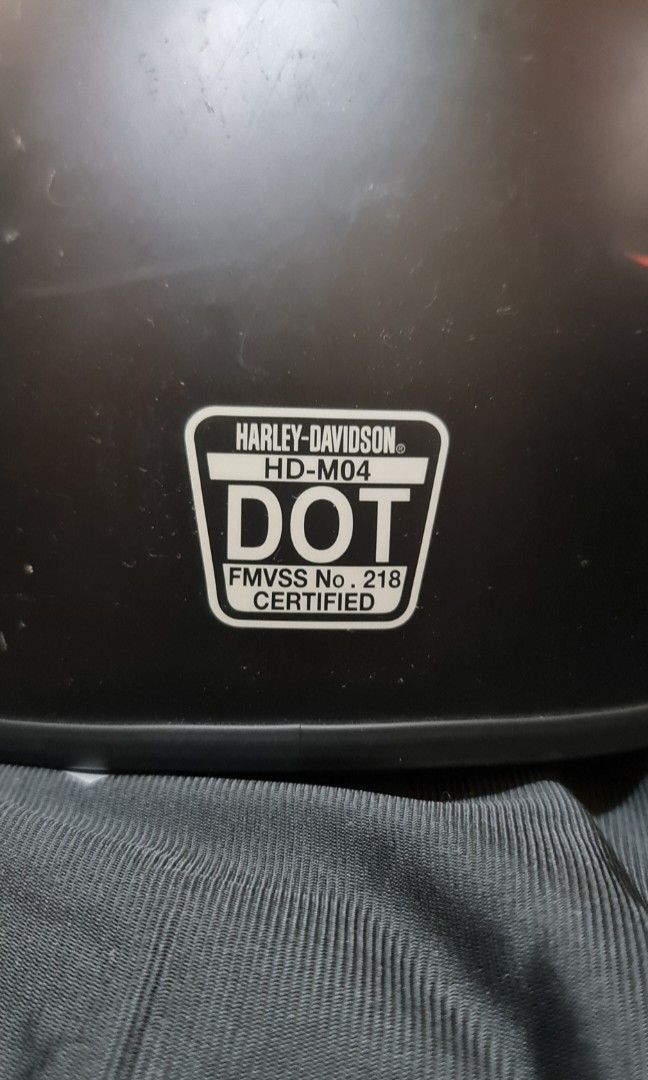 HARLEY-DAVIDSON®
HD-M04
DOT
FMVSS No. 218
CERTIFIED